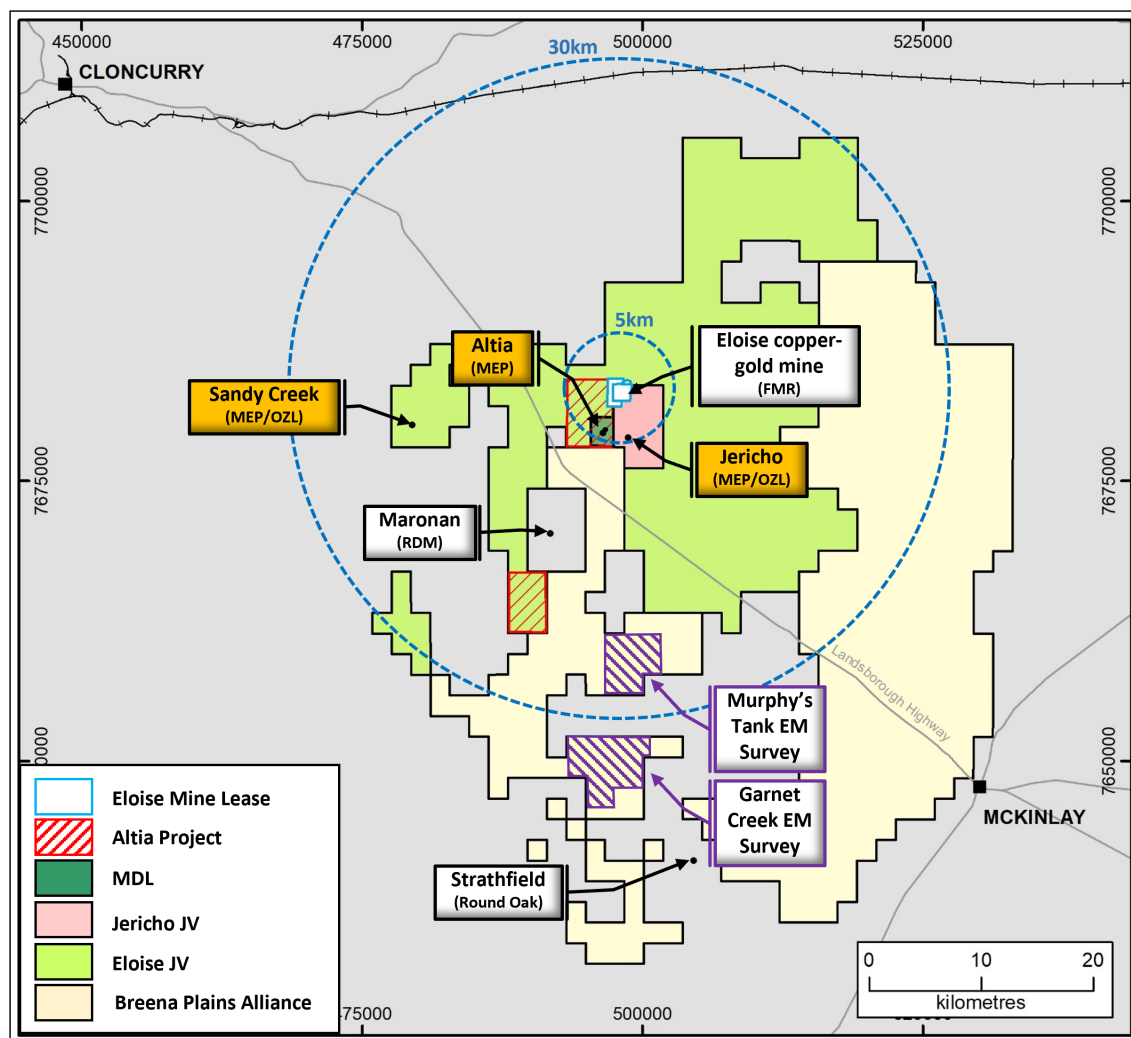 450000
475000
500000
525000
30km
CLONCURRY
7700000
7700000
5km
Altia
(MEP)
Eloise copper-
gold mine
(FMR)
Sandy Creek
(MEP/OZL)
Jericho
(MEP/OZL)
7675000
7675000
Maronan
(RDM)
Landsborough Highway
Murphy's
Tank EM
Survey
7650000
Garnet
Creek EM
Survey
MCKINLAY
Strathfield
(Round Oak)
Eloise Mine Lease
Altia Project
MDL
Jericho JV
Eloise JV
Breena Plains Alliance
0 10 20
kilometres
475000
500000